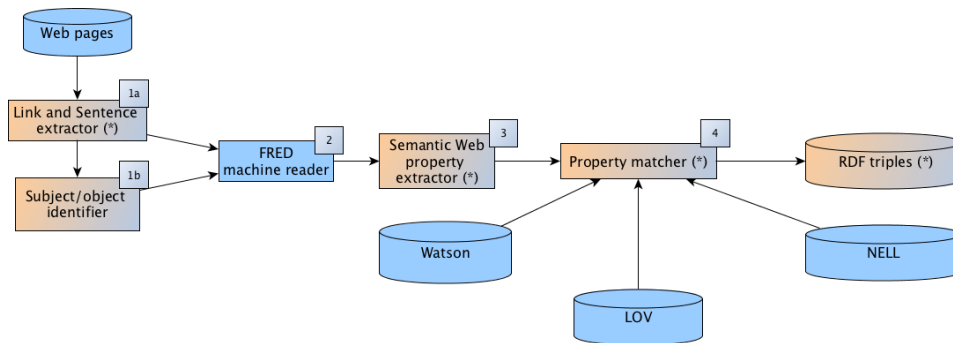 Web pages
1a
Link and Sentence
extractor (*)
1b
Subject/object
identifier
2
FRED
machine reader
3
Semantic Web
property
extractor (*)
4
Property matcher (*)
RDF triples (*)
Watson
LOV
NELL